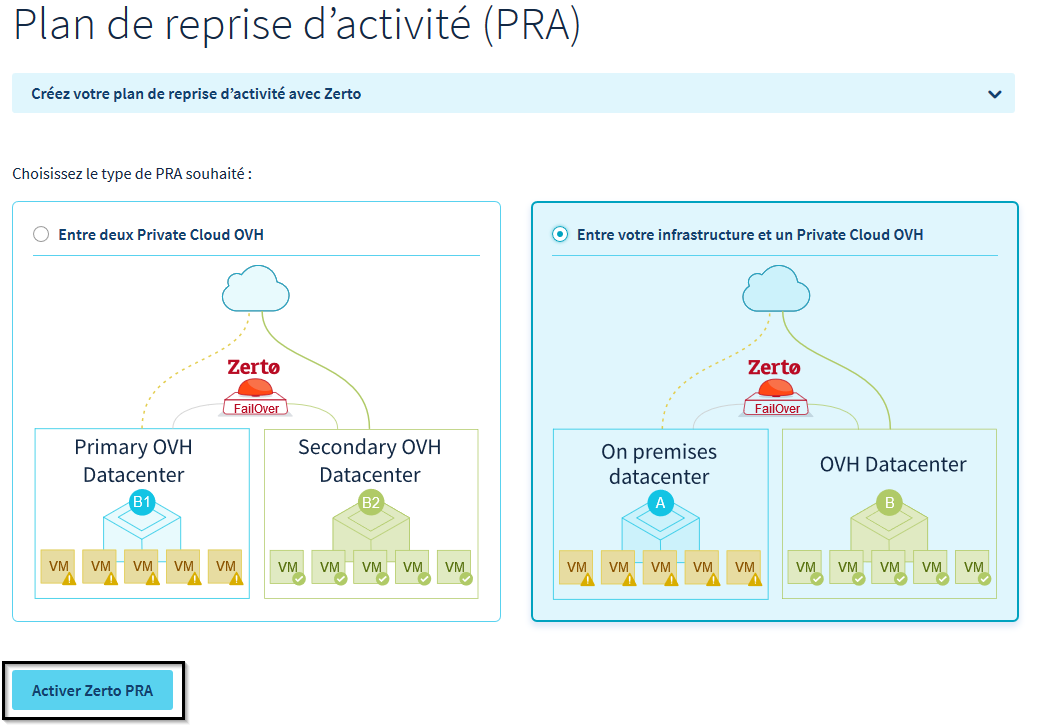 Plan de reprise d’activité (PRA)
Créez votre plan de reprise d’activité avec Zerto
Choisissez le type de PRA souhaité :
Entre deux Private Cloud OVH
Zertø
FailOver
Primary OVH
Datacenter
B1
VM VM VM VM VM
Secondary OVH
Datacenter
B2
VM VM VM VM VM
Entre votre infrastructure et un Private Cloud OVH
Zertø
FailOver
On premises
datacenter
A
VM VM VM VM VM
OVH Datacenter
B
VM VM VM VM VM
Activer Zerto PRA